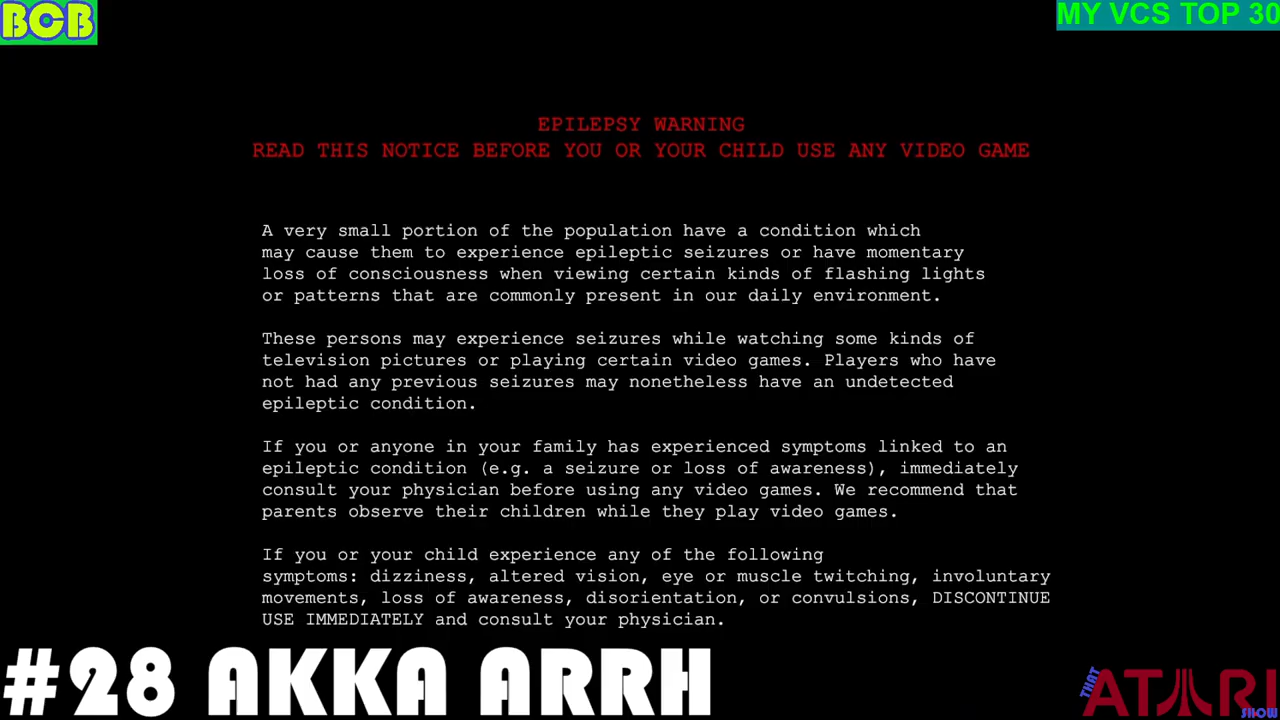 BCB
MY VCS TOP 30
EPILEPSY WARNING
READ THIS NOTICE BEFORE YOU OR YOUR CHILD USE ANY VIDEO GAME
A very small portion of the population have a condition which
may cause them to experience epileptic seizures or have momentary
loss of consciousness when viewing certain kinds of flashing lights
or patterns that are commonly present in our daily environment.
These persons may experience seizures while watching some kinds of
television pictures or playing certain video games. Players who have
not had any previous seizures may nonetheless have an undetected
epileptic condition.
If you or anyone in your family has experienced symptoms linked to an
epileptic condition (e.g. a seizure or loss of awareness), immediately
consult your physician before using any video games. We recommend that
parents observe their children while they play video games.
If you or your child experience any of the following
symptoms: dizziness, altered vision, eye or muscle twitching, involuntary
movements, loss of awareness, disorientation, or convulsions, DISCONTINUE
USE IMMEDIATELY and consult your physician.
#28 AKKA ARRH
THAT
ATARI
SHOW